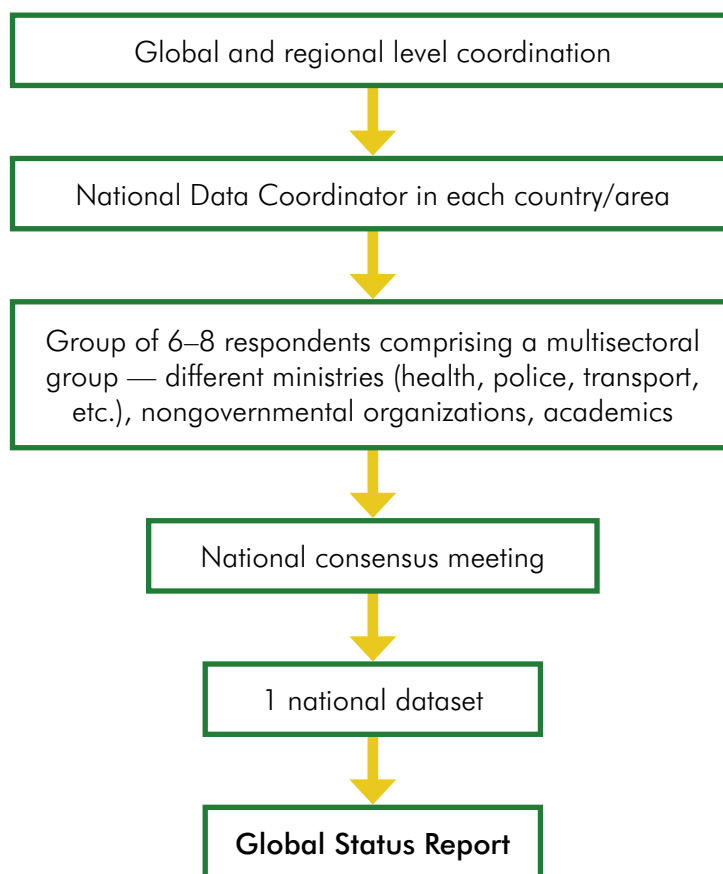 Global and regional level coordination
National Data Coordinator in each country/area
Group of 6–8 respondents comprising a multisectoral
group — different ministries (health, police, transport,
etc.), nongovernmental organizations, academics
National consensus meeting
1 national dataset
Global Status Report